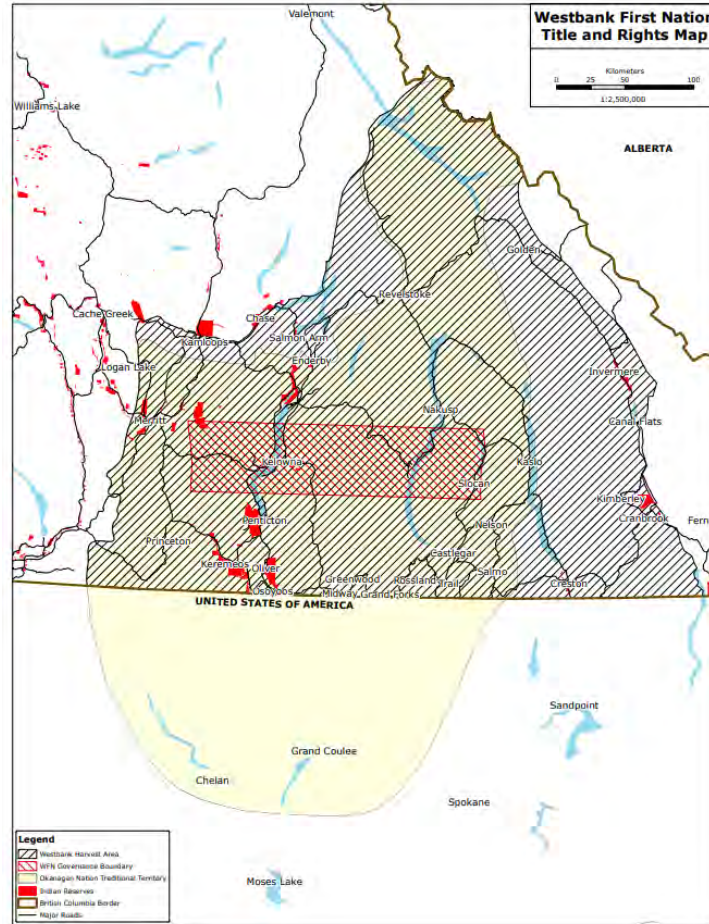 Westbank First Nation
Title and Rights Map
Kilometers
0 25 50 100
1:2,500,000
Valemont
Williams Lake
ALBERTA
Golden
Revelstoke
Cache Creek
Chase
Kamloops
Salmon Arm
Enderby
Logan Lake
Invermere
Nakusp
Canal Flats
Merritt
Kelowna
Kaslo
Slocan
Kimberley
Cranbrook
Fern
Penticton
Nelson
Princeton
Castlegar
Keremeos
Oliver
Salmo
Greenwood
Rossland
Trail
Creston
Osoyoos
Midway
Grand Forks
UNITED STATES OF AMERICA
Sandpoint
Grand Coulee
Chelan
Spokane
Moses Lake
Legend
Westbank Harvest Area
WFN Governance Boundary
Okanagan Nation Traditional Territory
Indian Reserves
British Columbia Border
Major Roads